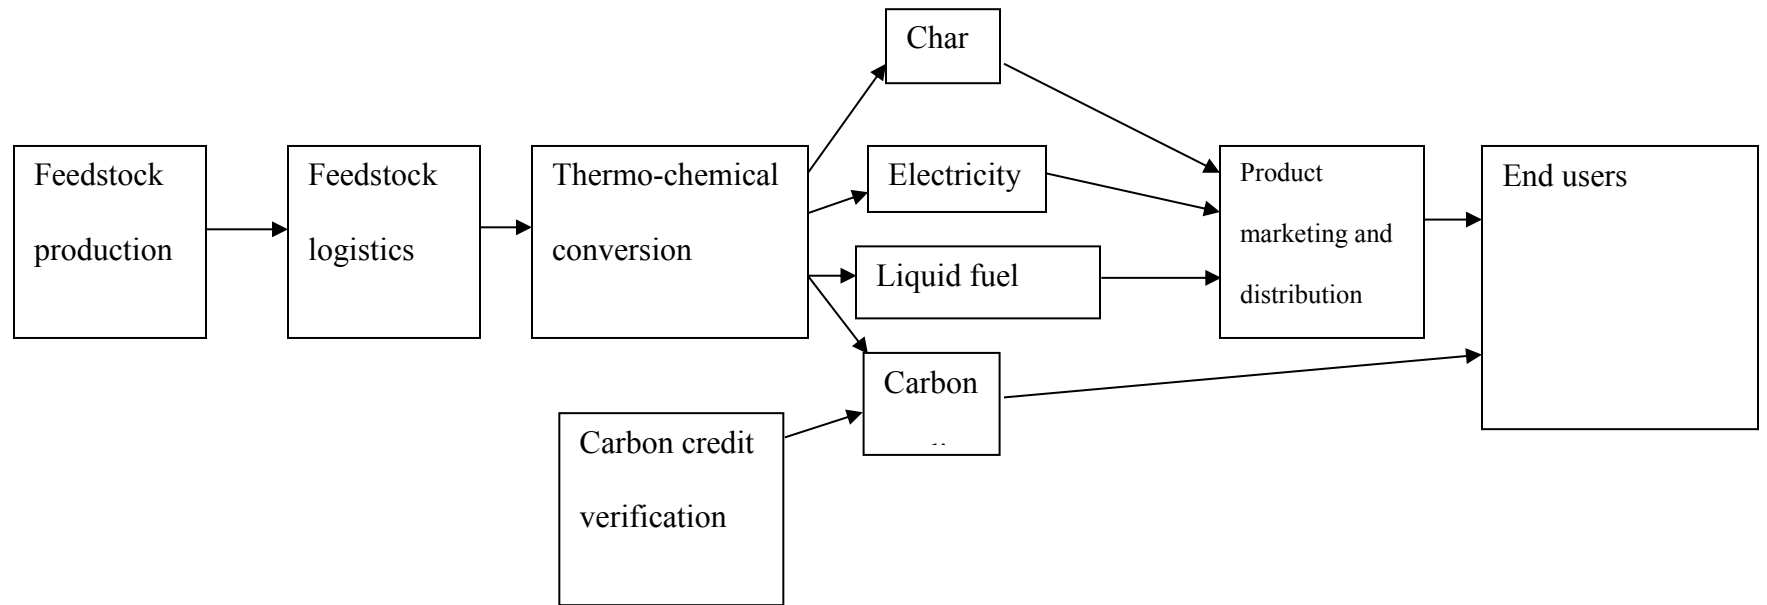 Char
Feedstock
production
Feedstock
logistics
Thermo-chemical
conversion
Electricity
Liquid fuel
Carbon
Carbon credit
verification
Product
marketing and
distribution
End users